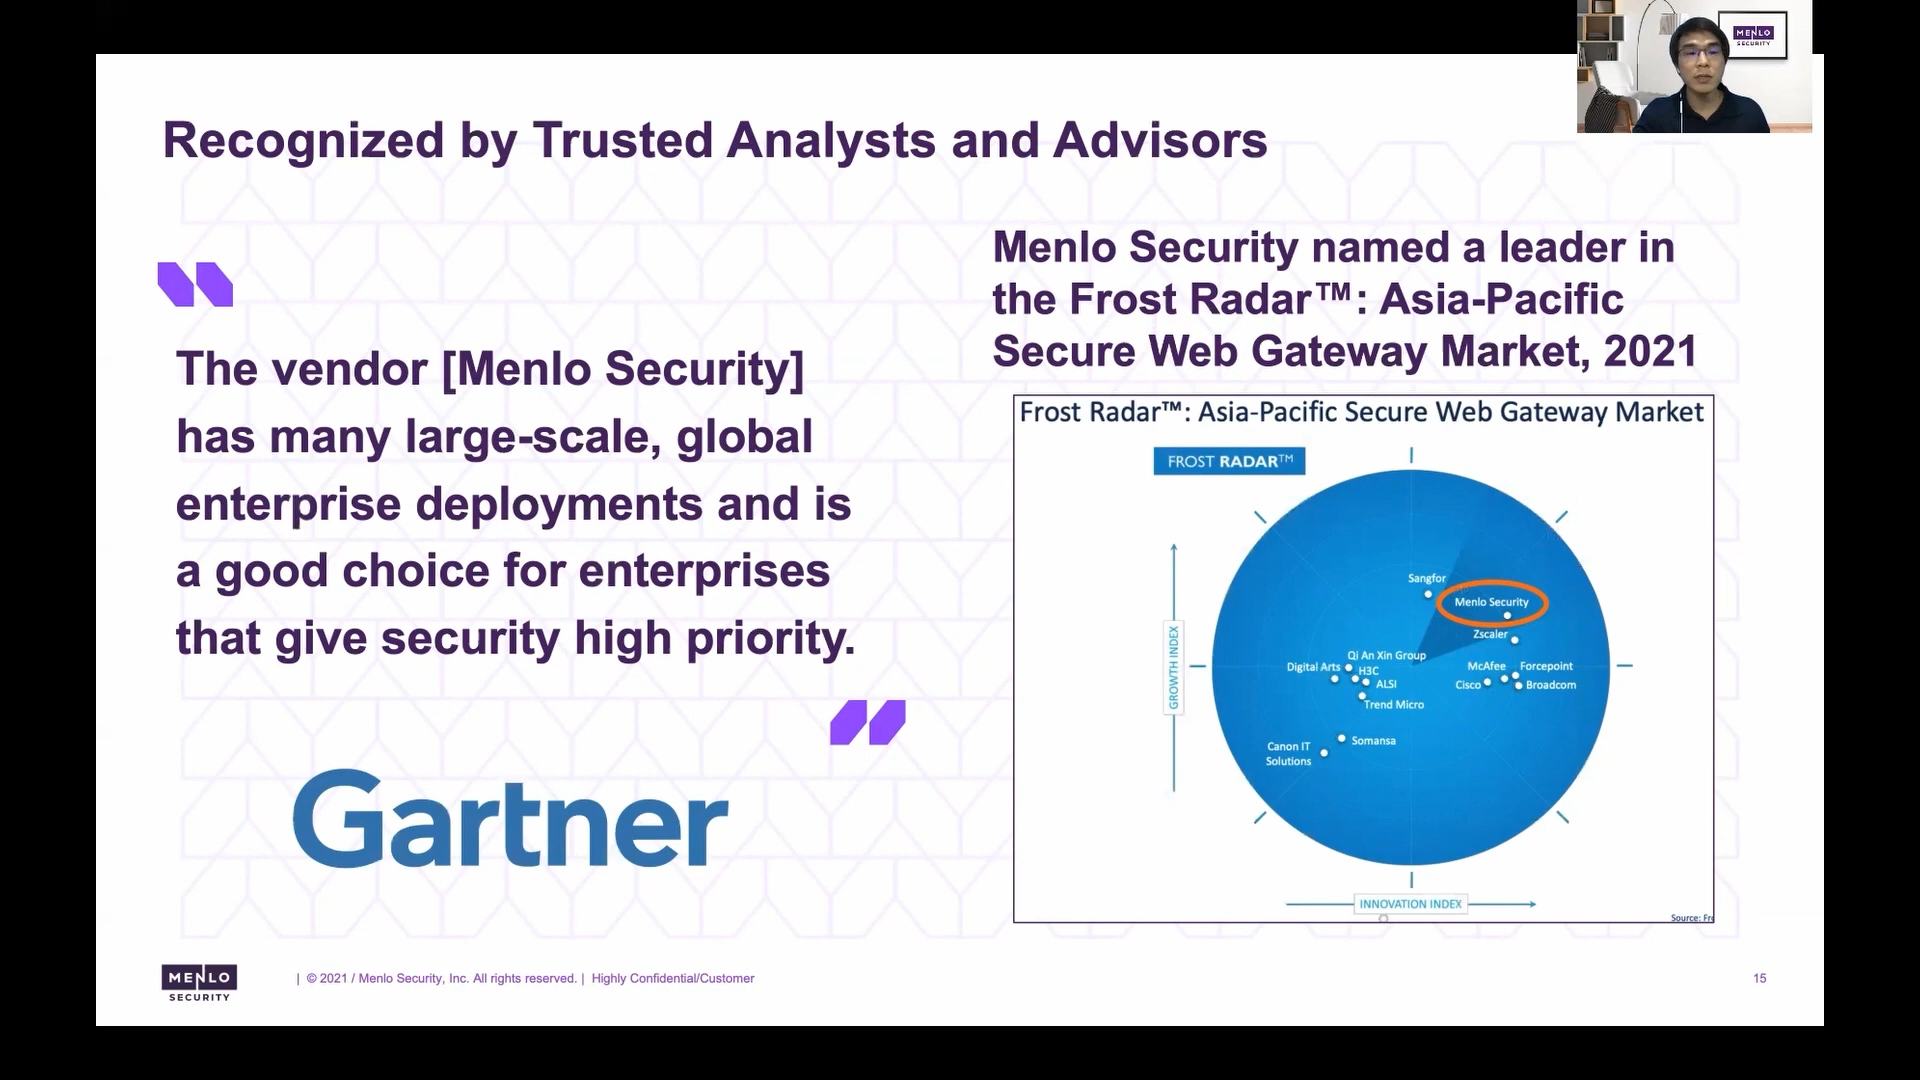 MENLO
SECURITY
Recognized by Trusted Analysts and Advisors
The vendor [Menlo Security]
has many large-scale, global
enterprise deployments and is
a good choice for enterprises
that give security high priority.
Gartner
Menlo Security named a leader in
the Frost Radar™: Asia-Pacific
Secure Web Gateway Market, 2021
Frost Radar™: Asia-Pacific Secure Web Gateway Market
FROST RADAR™
GROWTH INDEX
Sangfor
Menlo Security
Zscaler
Qi An Xin Group
Digital Arts
H3C
ALSI
Trend Micro
McAfee
Forcepoint
Cisco
Broadcom
Somansa
Canon IT
Solutions
INNOVATION INDEX
Source:
MENLO
SECURITY
| © 2021 / Menlo Security, Inc. All rights reserved. | Highly Confidential/Customer
15